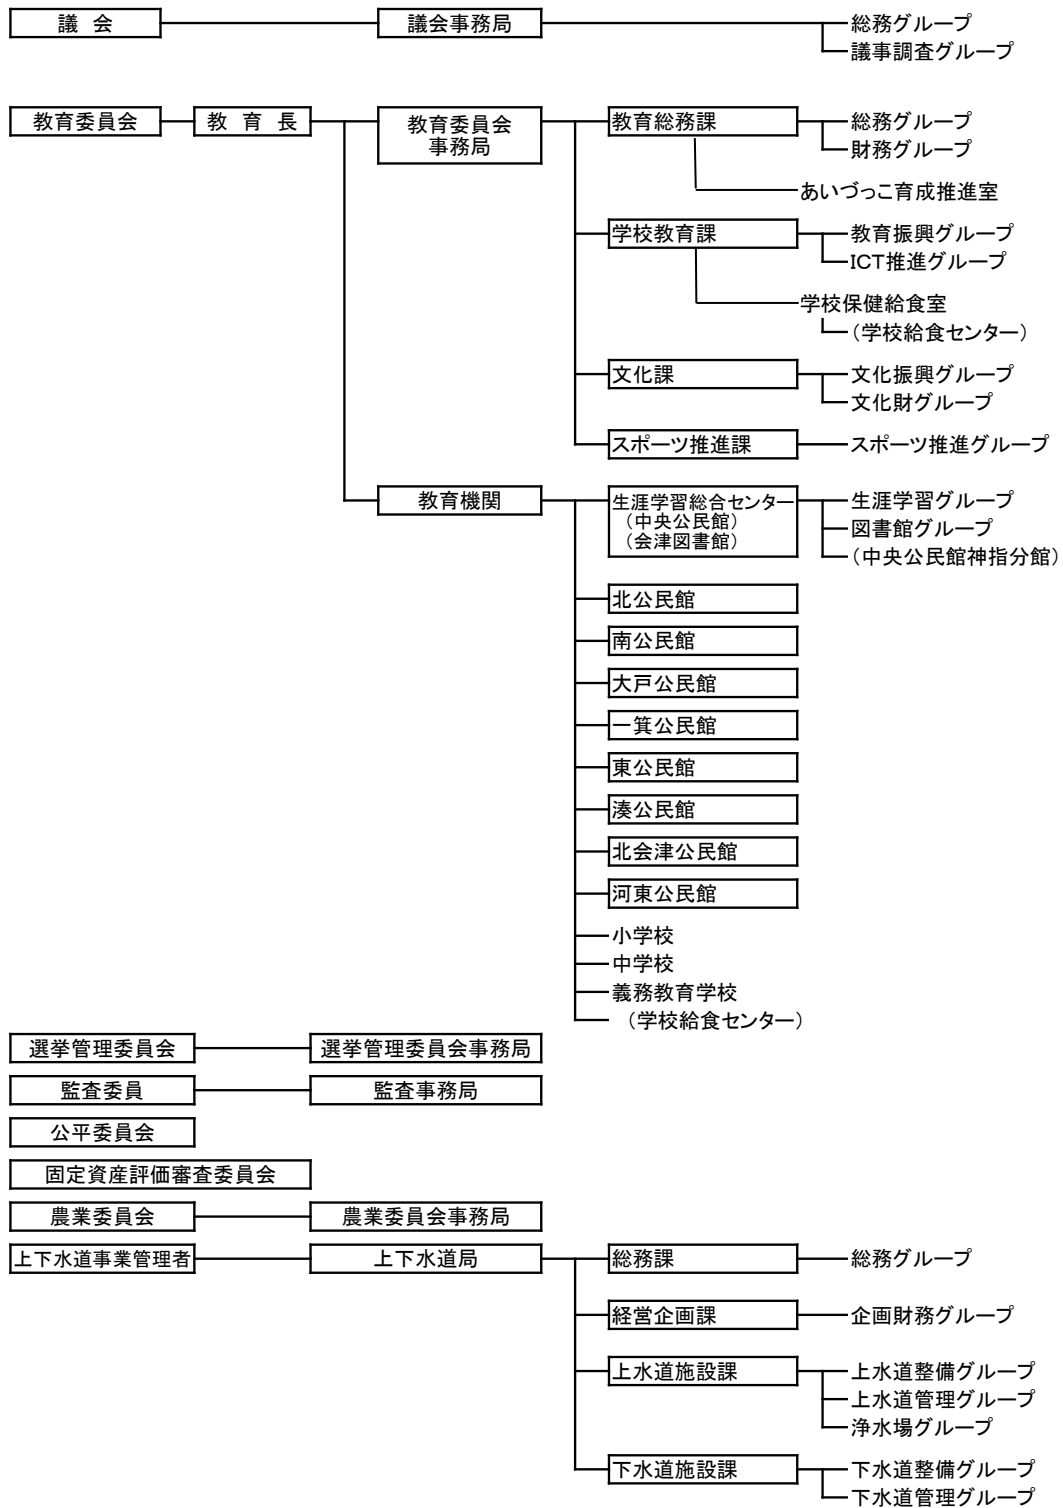 議　会
議会事務局
総務グループ
議事調査グループ
教育委員会
教　育　長
教育委員会
事務局
教育総務課
総務グループ
財務グループ
あいづっこ育成推進室
学校教育課
教育振興グループ
ICT推進グループ
学校保健給食室
（学校給食センター）
文化課
文化振興グループ
文化財グループ
スポーツ推進課
スポーツ推進グループ
教育機関
生涯学習総合センター
（中央公民館）
（会津図書館）
生涯学習グループ
図書館グループ
（中央公民館神指分館）
北公民館
南公民館
大戸公民館
一箕公民館
東公民館
湊公民館
北会津公民館
河東公民館
小学校
中学校
義務教育学校
（学校給食センター）
選挙管理委員会
選挙管理委員会事務局
監査委員
監査事務局
公平委員会
固定資産評価審査委員会
農業委員会
農業委員会事務局
上下水道事業管理者
上下水道局
総務課
総務グループ
経営企画課
企画財務グループ
上水道施設課
上水道整備グループ
上水道管理グループ
浄水場グループ
下水道施設課
下水道整備グループ
下水道管理グループ